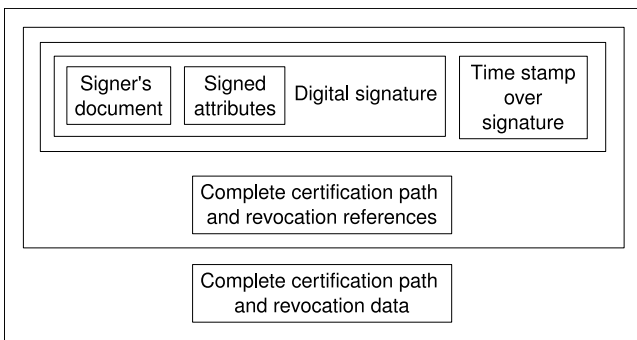 Signer's
document
Signed
attributes
Digital signature
Time stamp
over
signature
Complete certification path
and revocation references
Complete certification path
and revocation data